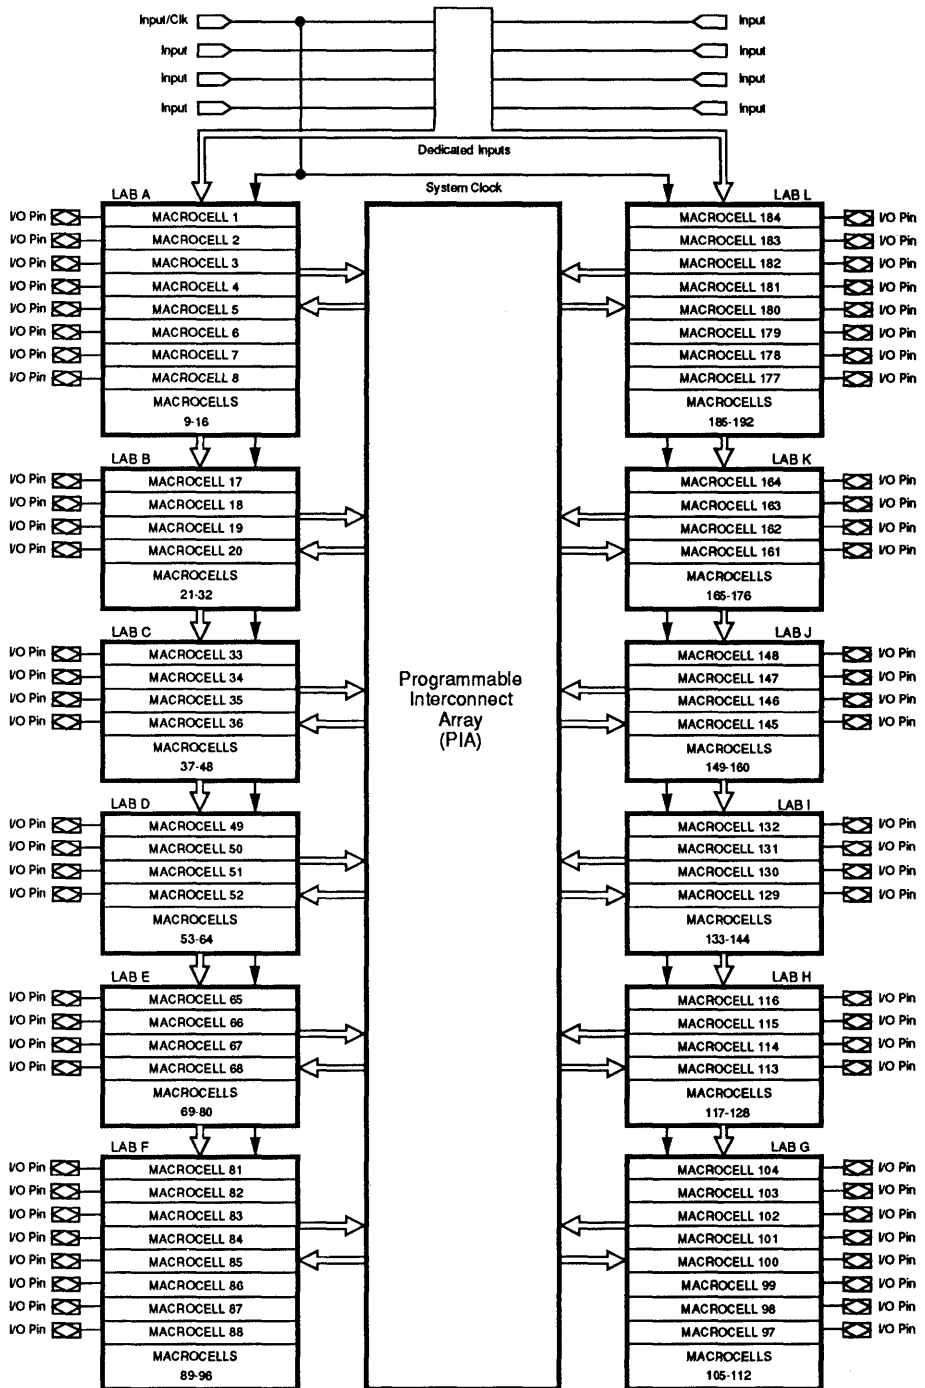 Input/Clk
Input
Input
Input
Input
Input
Input
Input
Dedicated Inputs
System Clock
LAB A
I/O Pin MACROCELL 1
I/O Pin MACROCELL 2
I/O Pin MACROCELL 3
I/O Pin MACROCELL 4
I/O Pin MACROCELL 5
I/O Pin MACROCELL 6
I/O Pin MACROCELL 7
I/O Pin MACROCELL 8
MACROCELLS
9-16
LAB B
I/O Pin MACROCELL 17
I/O Pin MACROCELL 18
I/O Pin MACROCELL 19
I/O Pin MACROCELL 20
MACROCELLS
21-32
LAB C
I/O Pin MACROCELL 33
I/O Pin MACROCELL 34
I/O Pin MACROCELL 35
I/O Pin MACROCELL 36
MACROCELLS
37-48
LAB D
I/O Pin MACROCELL 49
I/O Pin MACROCELL 50
I/O Pin MACROCELL 51
I/O Pin MACROCELL 52
MACROCELLS
53-64
LAB E
I/O Pin MACROCELL 65
I/O Pin MACROCELL 66
I/O Pin MACROCELL 67
I/O Pin MACROCELL 68
MACROCELLS
69-80
LAB F
I/O Pin MACROCELL 81
I/O Pin MACROCELL 82
I/O Pin MACROCELL 83
I/O Pin MACROCELL 84
I/O Pin MACROCELL 85
I/O Pin MACROCELL 86
I/O Pin MACROCELL 87
I/O Pin MACROCELL 88
MACROCELLS
89-96
Programmable
Interconnect
Array
(PIA)
LAB L
MACROCELL 184 I/O Pin
MACROCELL 183 I/O Pin
MACROCELL 182 I/O Pin
MACROCELL 181 I/O Pin
MACROCELL 180 I/O Pin
MACROCELL 179 I/O Pin
MACROCELL 178 I/O Pin
MACROCELL 177 I/O Pin
MACROCELLS
185-192
LAB K
MACROCELL 164 I/O Pin
MACROCELL 163 I/O Pin
MACROCELL 162 I/O Pin
MACROCELL 161 I/O Pin
MACROCELLS
165-176
LAB J
MACROCELL 148 I/O Pin
MACROCELL 147 I/O Pin
MACROCELL 146 I/O Pin
MACROCELL 145 I/O Pin
MACROCELLS
149-160
LAB I
MACROCELL 132 I/O Pin
MACROCELL 131 I/O Pin
MACROCELL 130 I/O Pin
MACROCELL 129 I/O Pin
MACROCELLS
133-144
LAB H
MACROCELL 116 I/O Pin
MACROCELL 115 I/O Pin
MACROCELL 114 I/O Pin
MACROCELL 113 I/O Pin
MACROCELLS
117-128
LAB G
MACROCELL 104 I/O Pin
MACROCELL 103 I/O Pin
MACROCELL 102 I/O Pin
MACROCELL 101 I/O Pin
MACROCELL 100 I/O Pin
MACROCELL 99 I/O Pin
MACROCELL 98 I/O Pin
MACROCELL 97 I/O Pin
MACROCELLS
105-112